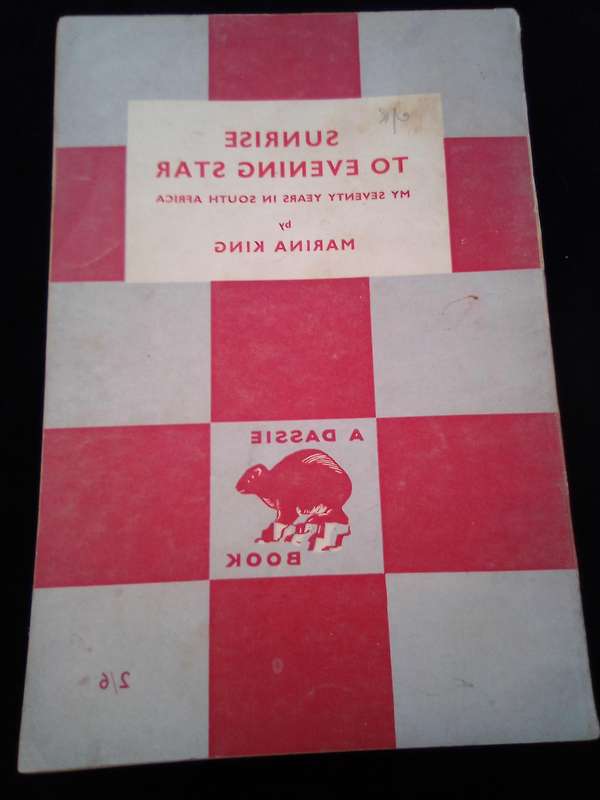 SUNRISE
TO EVENING STAR
MY SEVENTY YEARS IN SOUTH AFRICA
by
MARINA KING
A DASSIE
BOOK
2/6